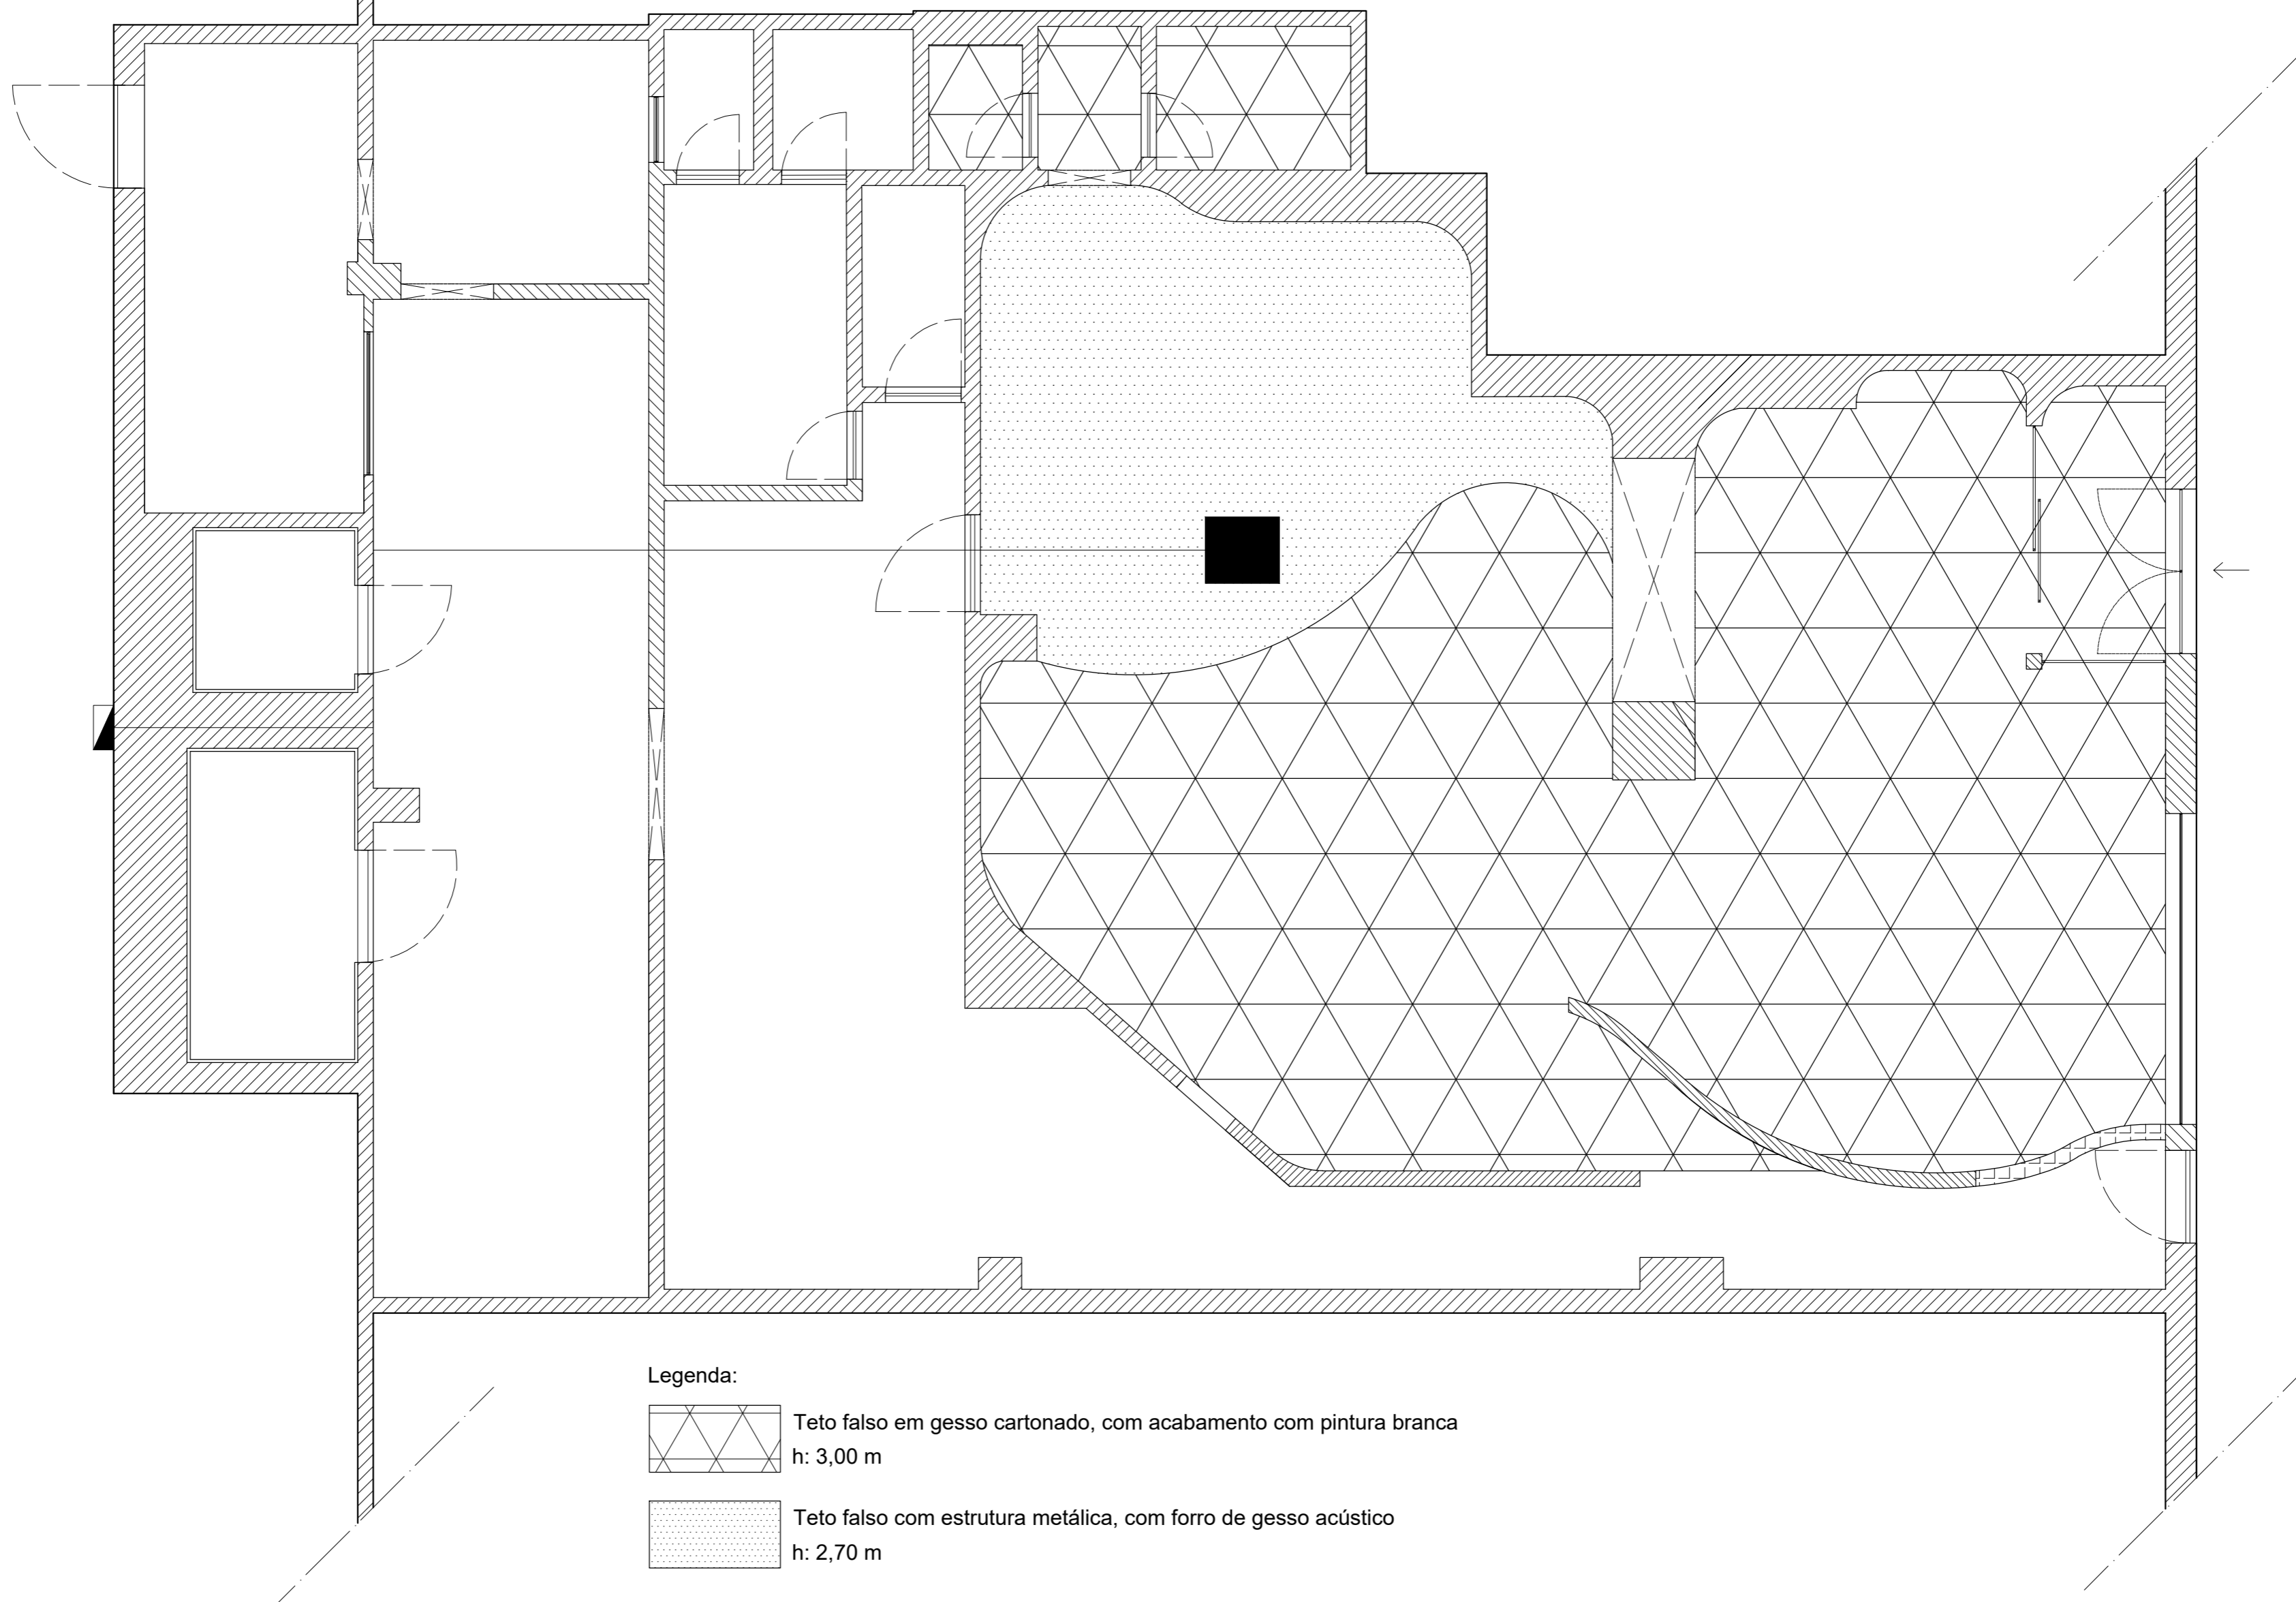 Legenda:
Teto falso em gesso cartonado, com acabamento com pintura branca
h: 3,00 m
Teto falso com estrutura metálica, com forro de gesso acústico
h: 2,70 m